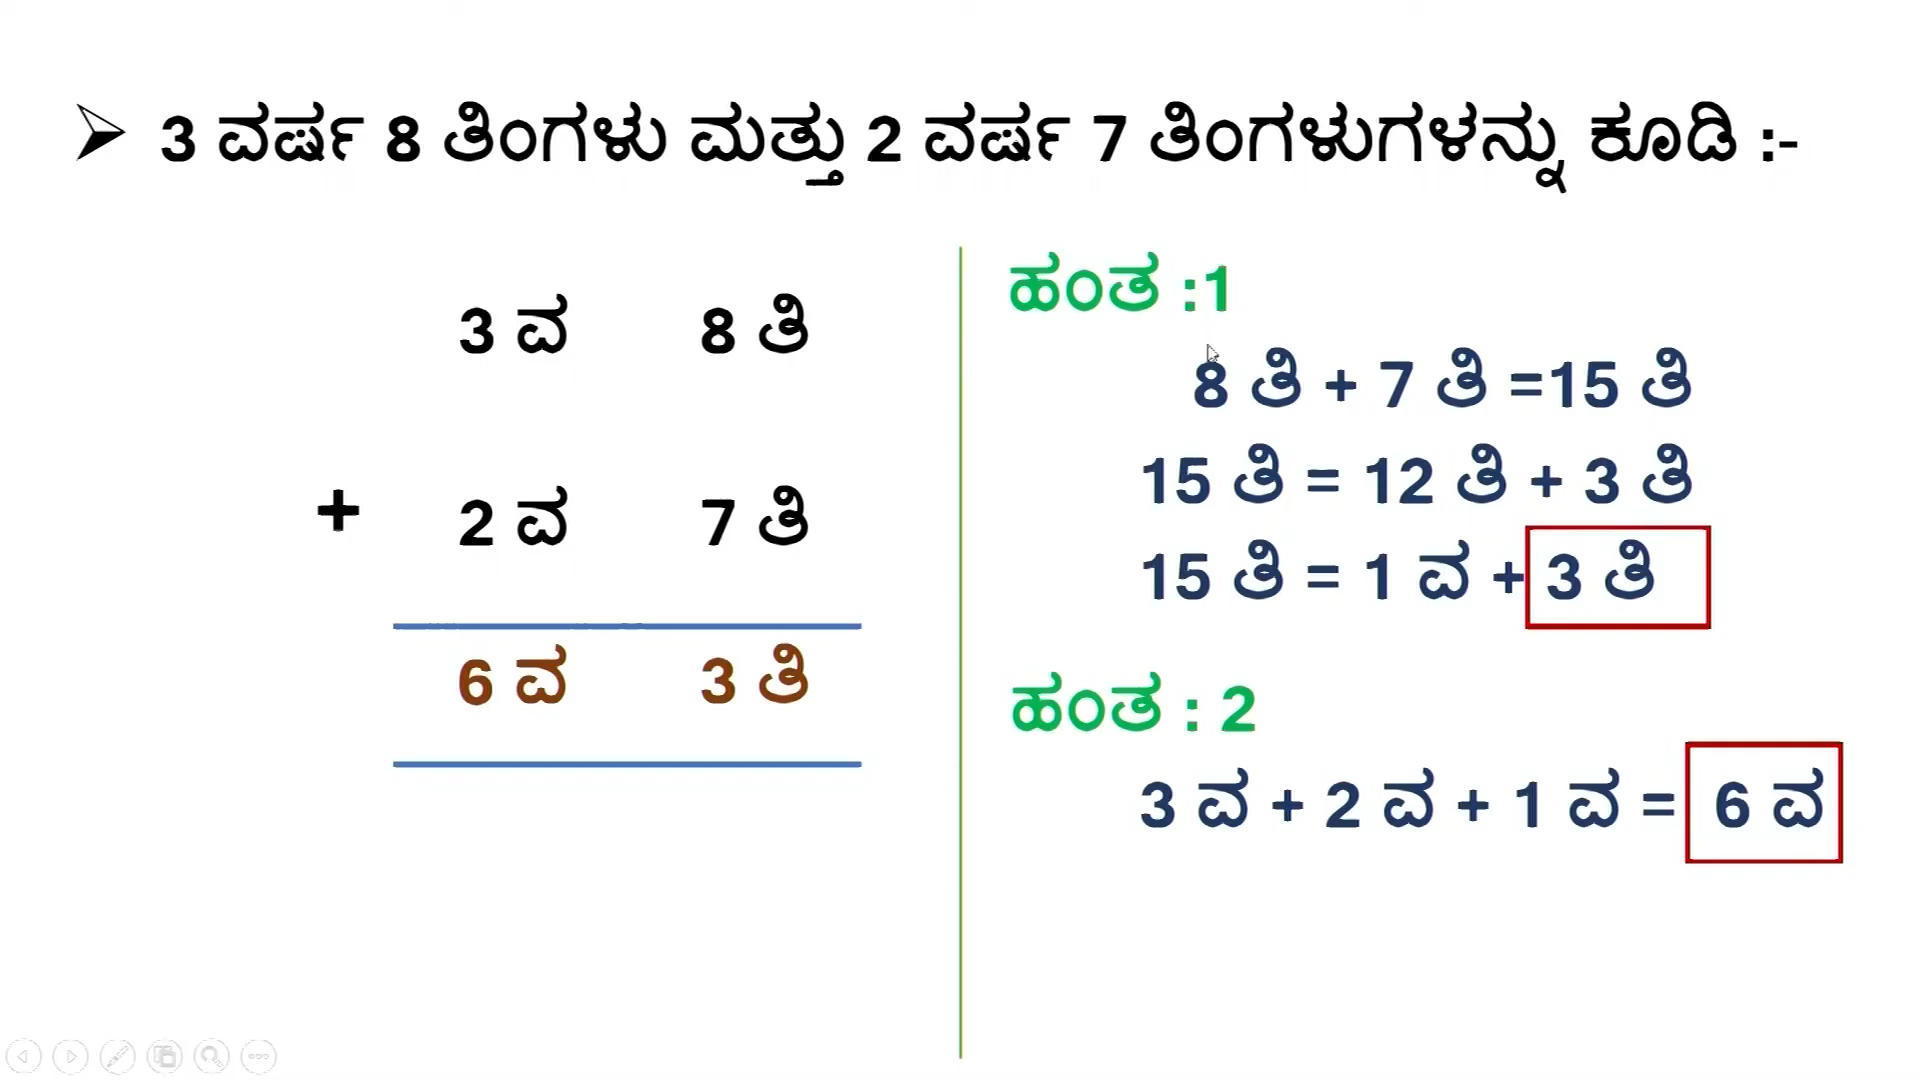 ➢ 3 ವರ್ಷ 8 ತಿಂಗಳು ಮತ್ತು 2 ವರ್ಷ 7 ತಿಂಗಳುಗಳನ್ನು ಕೂಡಿ :-
3 ವ 8 ತಿ
+ 2 ವ 7 ತಿ
6 ವ 3 ತಿ
ಹಂತ :1
8 ತಿ + 7 ತಿ =15 ತಿ
15 ತಿ = 12 ತಿ + 3 ತಿ
15 ತಿ = 1 ವ + 3 ತಿ
ಹಂತ : 2
3 ವ + 2 ವ + 1 ವ = 6 ವ